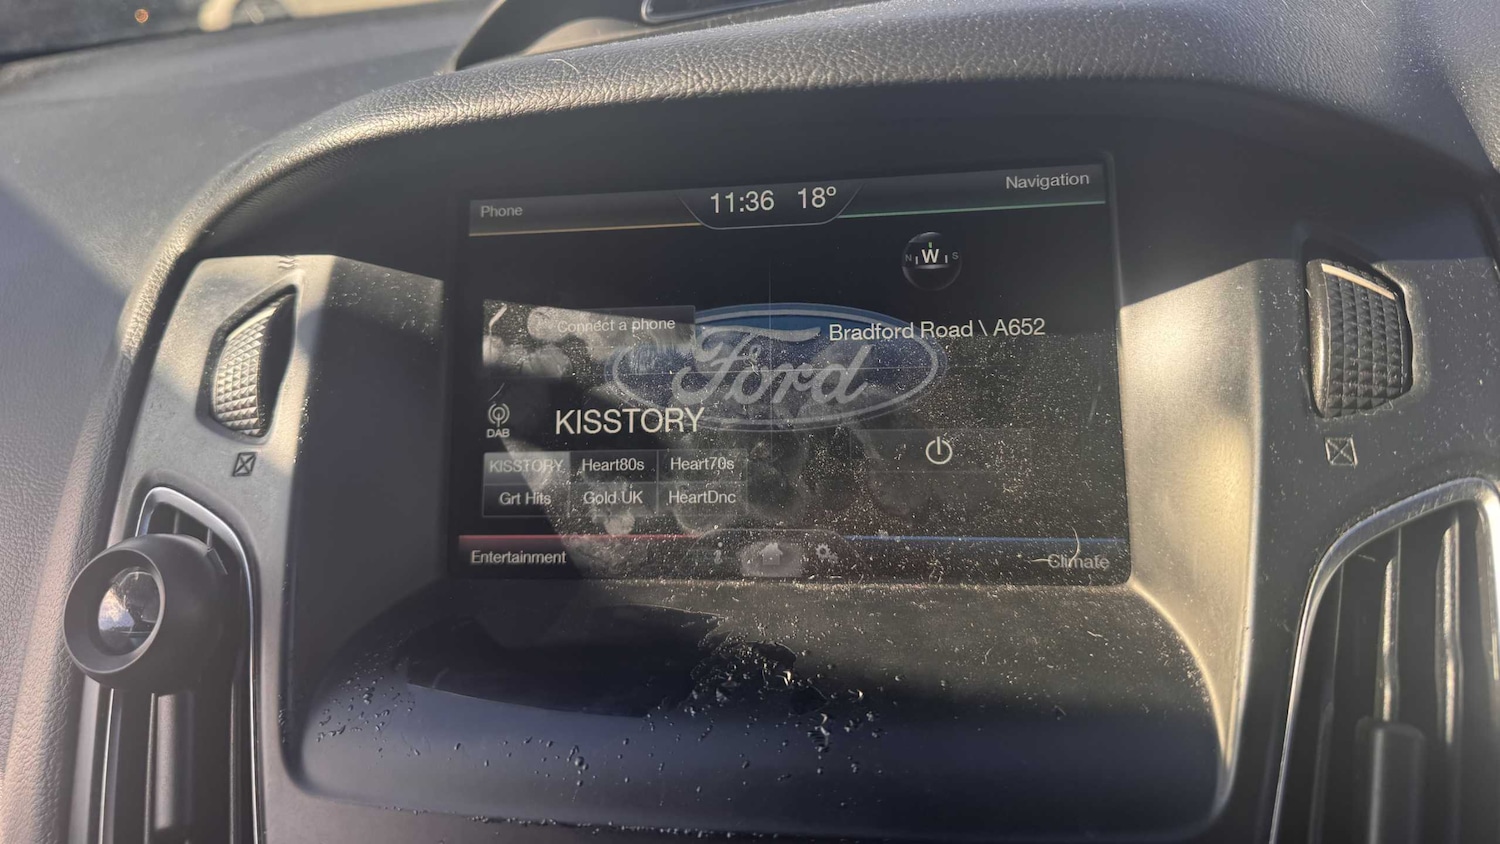 Phone
11:36 18°
Navigation
N W S
Connect a phone
Bradford Road \ A652
Ford
DAB
KISSTORY
KISSTORY Heart80s Heart70s
Grt Hits Gold UK HeartDnc
Entertainment
i
Climate